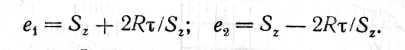 e₁ = S_z + 2Rτ/S_z; e₂ = S_z — 2Rτ/S_z.